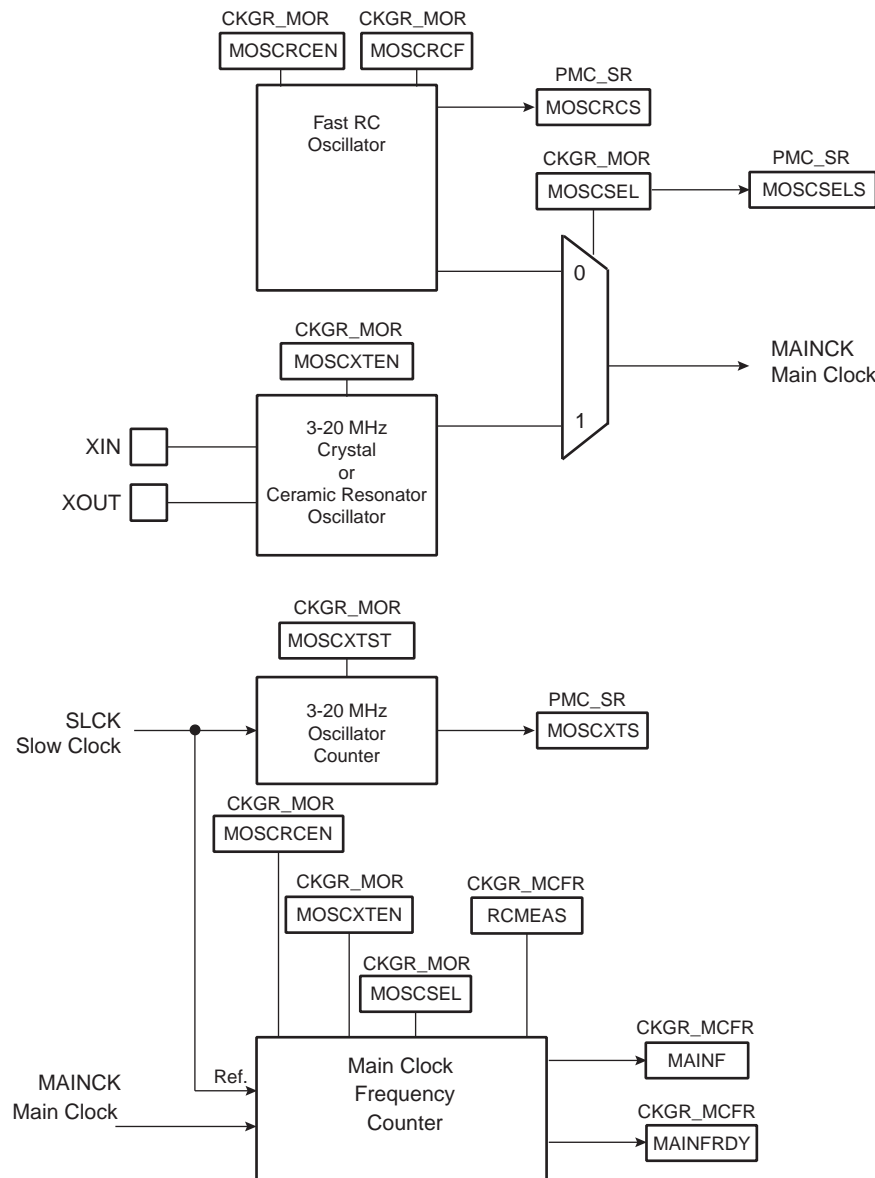 CKGR_MOR
MOSCRCEN
CKGR_MOR
MOSCRCF
Fast RC
Oscillator
PMC_SR
MOSCRCS
CKGR_MOR
MOSCSEL
PMC_SR
MOSCSELS
0
1
MAINCK
Main Clock
CKGR_MOR
MOSCXTEN
XIN
XOUT
3-20 MHz
Crystal
or
Ceramic Resonator
Oscillator
CKGR_MOR
MOSCXTST
SLCK
Slow Clock
3-20 MHz
Oscillator
Counter
PMC_SR
MOSCXTS
CKGR_MOR
MOSCRCEN
CKGR_MOR
MOSCXTEN
CKGR_MOR
MOSCSEL
CKGR_MCFR
RCMEAS
MAINCK
Main Clock
Ref.
Main Clock
Frequency
Counter
CKGR_MCFR
MAINF
CKGR_MCFR
MAINFRDY